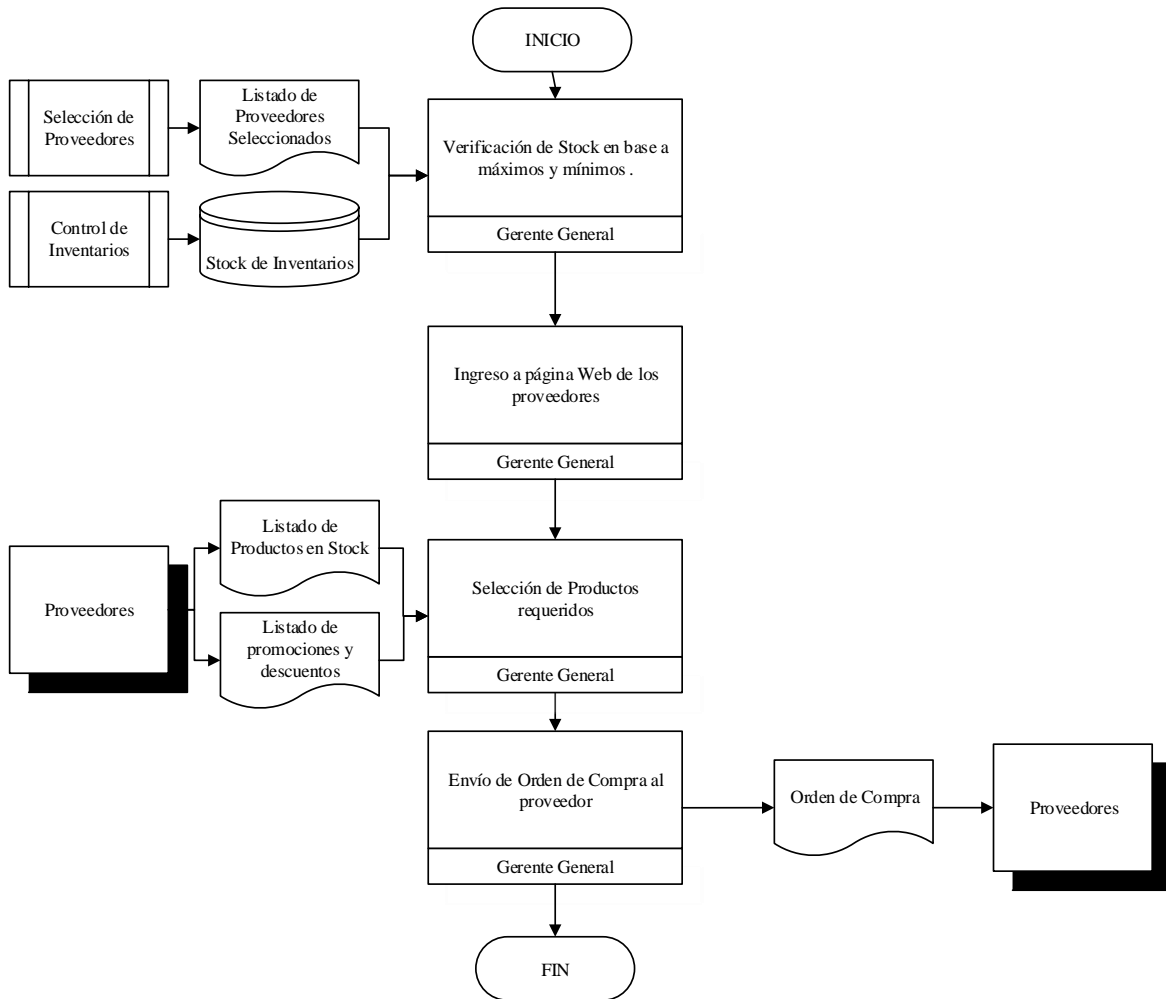 INICIO
Selección de
Proveedores
Listado de
Proveedores
Seleccionados
Verificación de Stock en base a
máximos y mínimos .
Gerente General
Control de
Inventarios
Stock de Inventarios
Ingreso a página Web de los
proveedores
Gerente General
Proveedores
Listado de
Productos en Stock
Listado de
promociones y
descuentos
Selección de Productos
requeridos
Gerente General
Envío de Orden de Compra al
proveedor
Gerente General
Orden de Compra
Proveedores
FIN